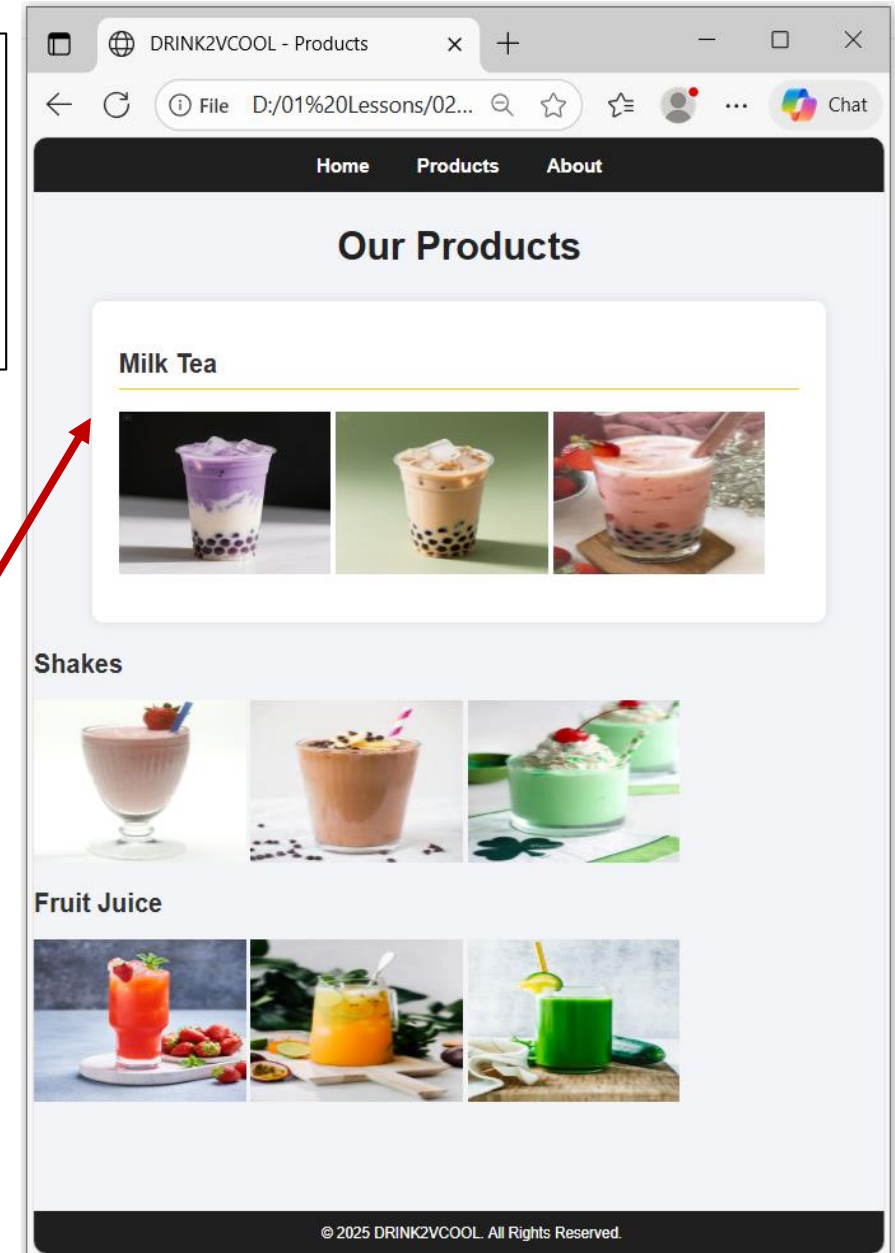 DRINK2VCOOL - Products
File D:/01%20Lessons/02... Chat
Home Products About
Our Products
Milk Tea
Shakes
Fruit Juice
© 2025 DRINK2VCOOL. All Rights Reserved.